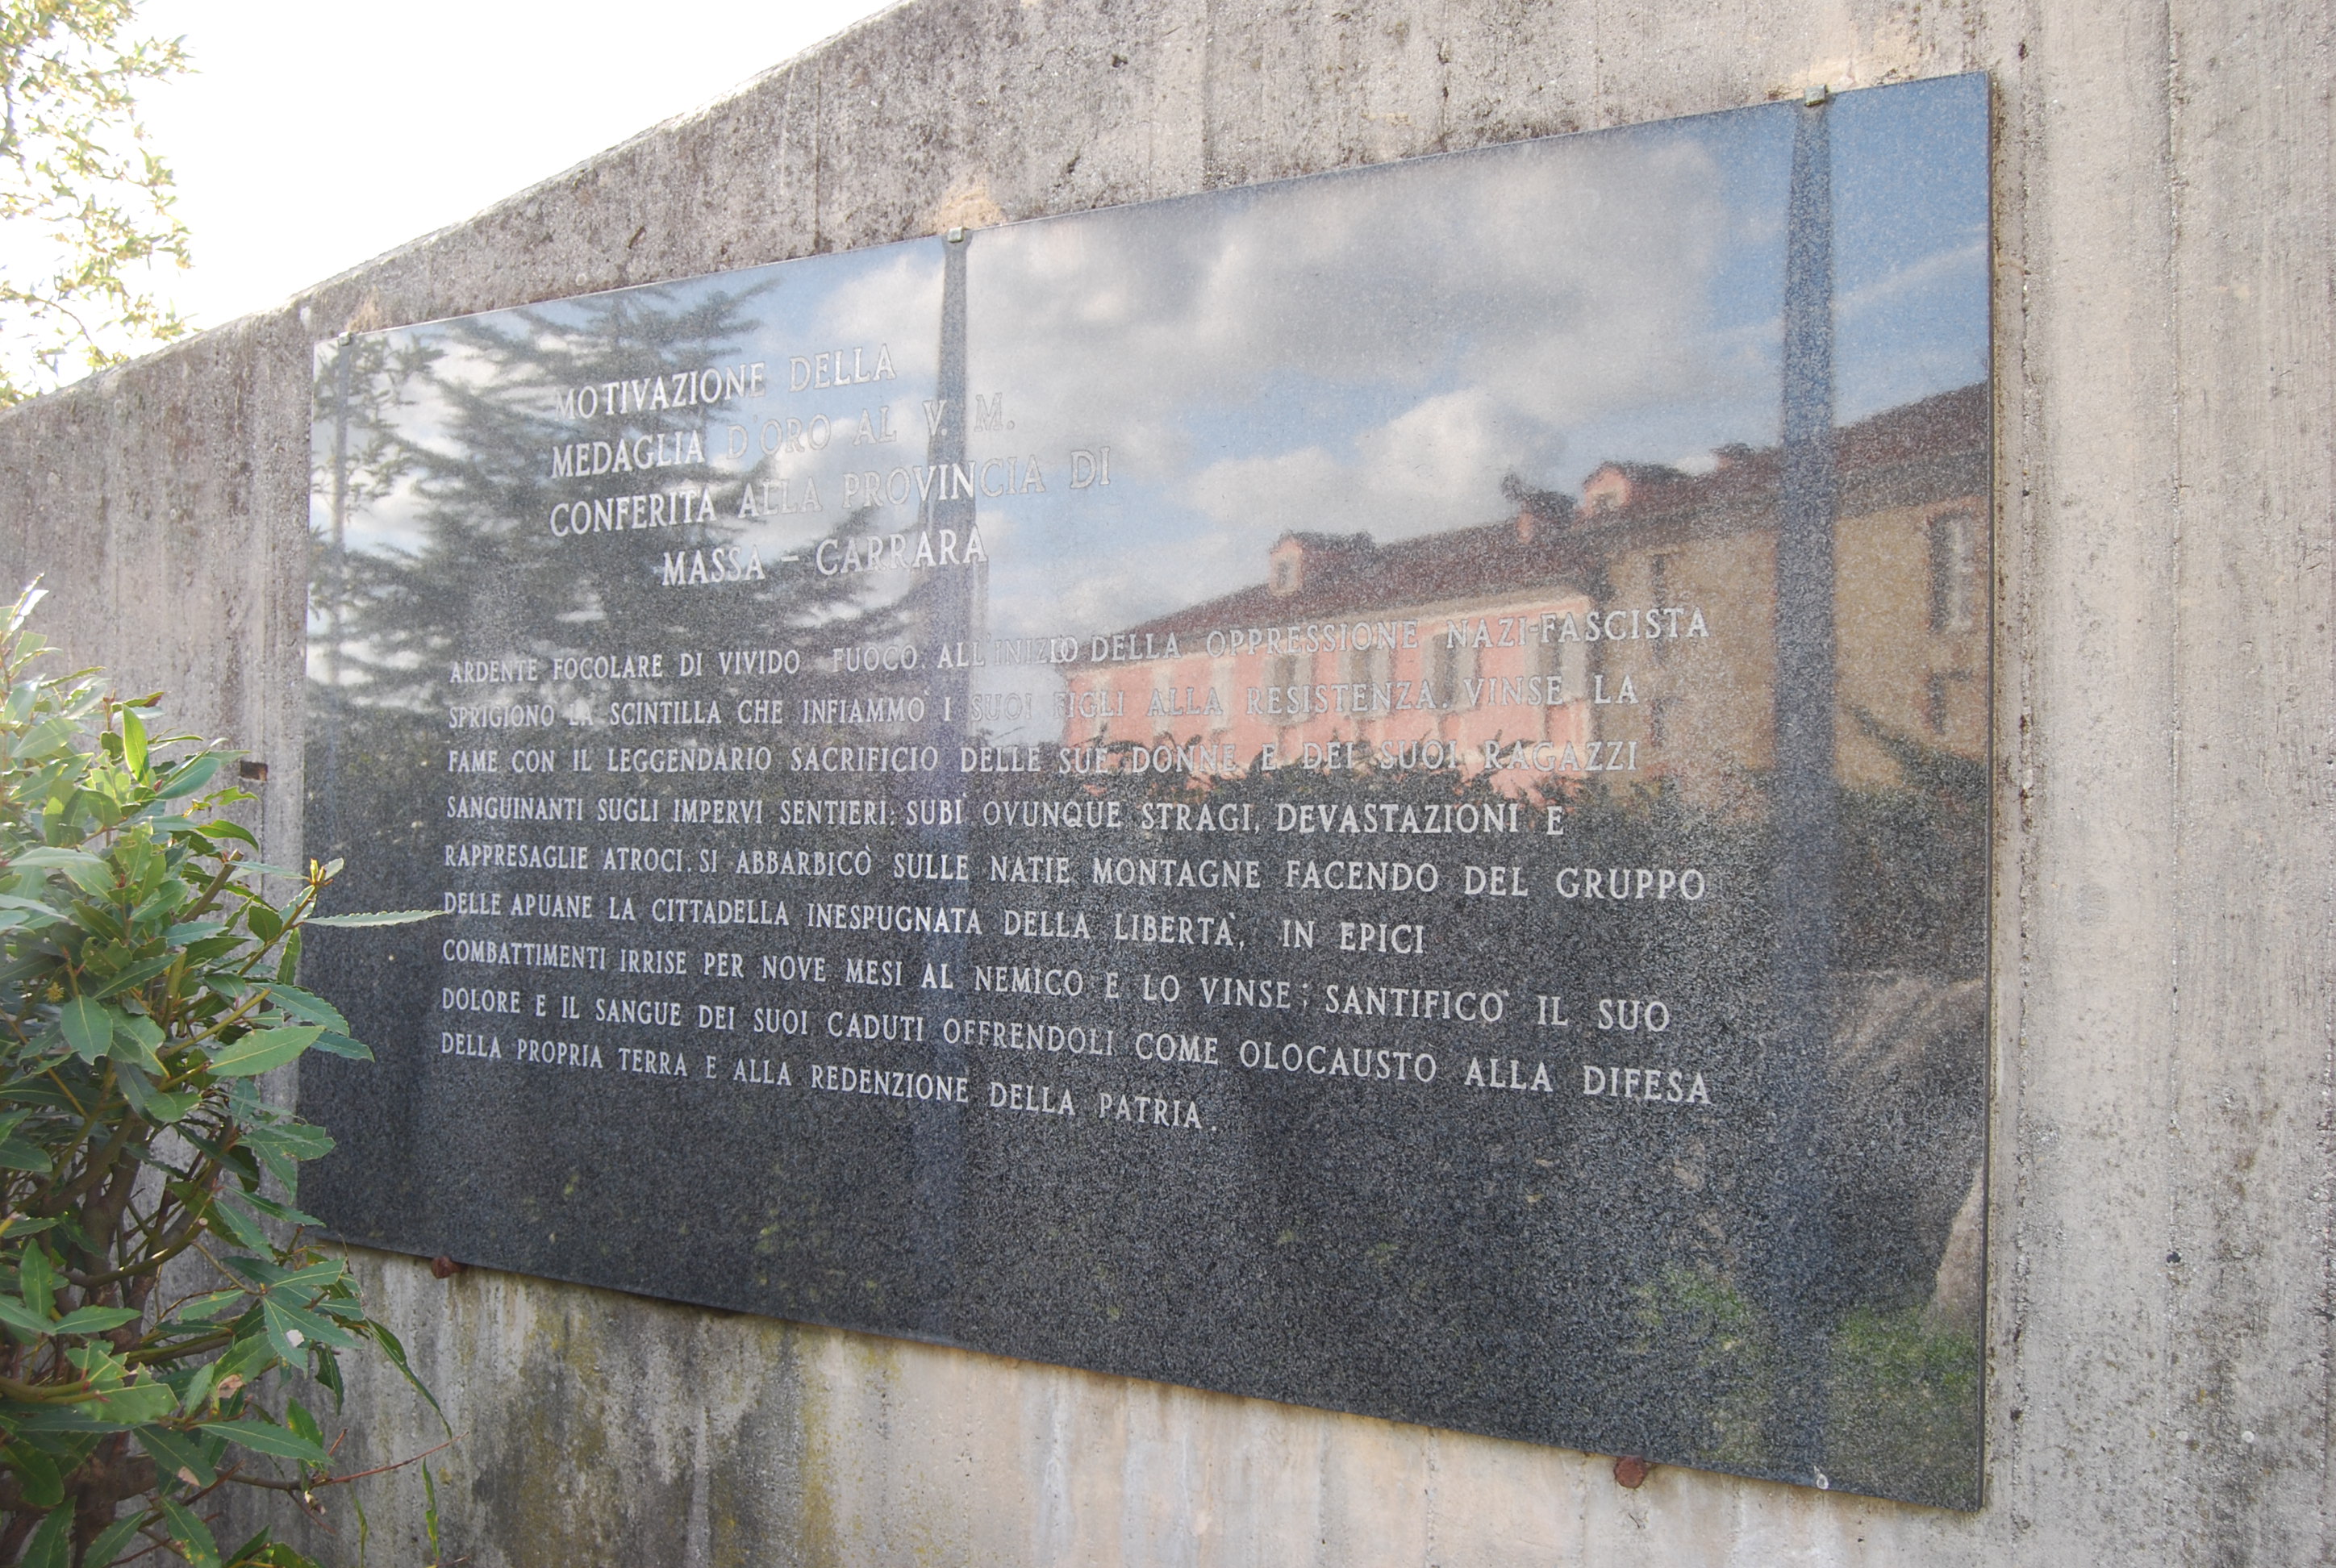 MOTIVAZIONE DELLA
MEDAGLIA D'ORO AL V. M.
CONFERITA ALLA PROVINCIA DI
MASSA - CARRARA
ARDENTE FOCOLARE DI VIVIDO FUOCO. ALL'INIZIO DELLA OPPRESSIONE NAZI-FASCISTA
SPRIGIONO LA SCINTILLA CHE INFIAMMO' I SUOI FIGLI ALLA RESISTENZA. VINSE LA
FAME CON IL LEGGENDARIO SACRIFICIO DELLE SUE DONNE E DEI SUOI RAGAZZI
SANGUINANTI SUGLI IMPERVI SENTIERI: SUBÌ OVUNQUE STRAGI, DEVASTAZIONI E
RAPPRESAGLIE ATROCI. SI ABBARBICÒ SULLE NATIE MONTAGNE FACENDO DEL GRUPPO
DELLE APUANE LA CITTADELLA INESPUGNATA DELLA LIBERTA', IN EPICI
COMBATTIMENTI IRRISE PER NOVE MESI AL NEMICO E LO VINSE; SANTIFICO' IL SUO
DOLORE E IL SANGUE DEI SUOI CADUTI OFFRENDOLI COME OLOCAUSTO ALLA DIFESA
DELLA PROPRIA TERRA E ALLA REDENZIONE DELLA PATRIA.